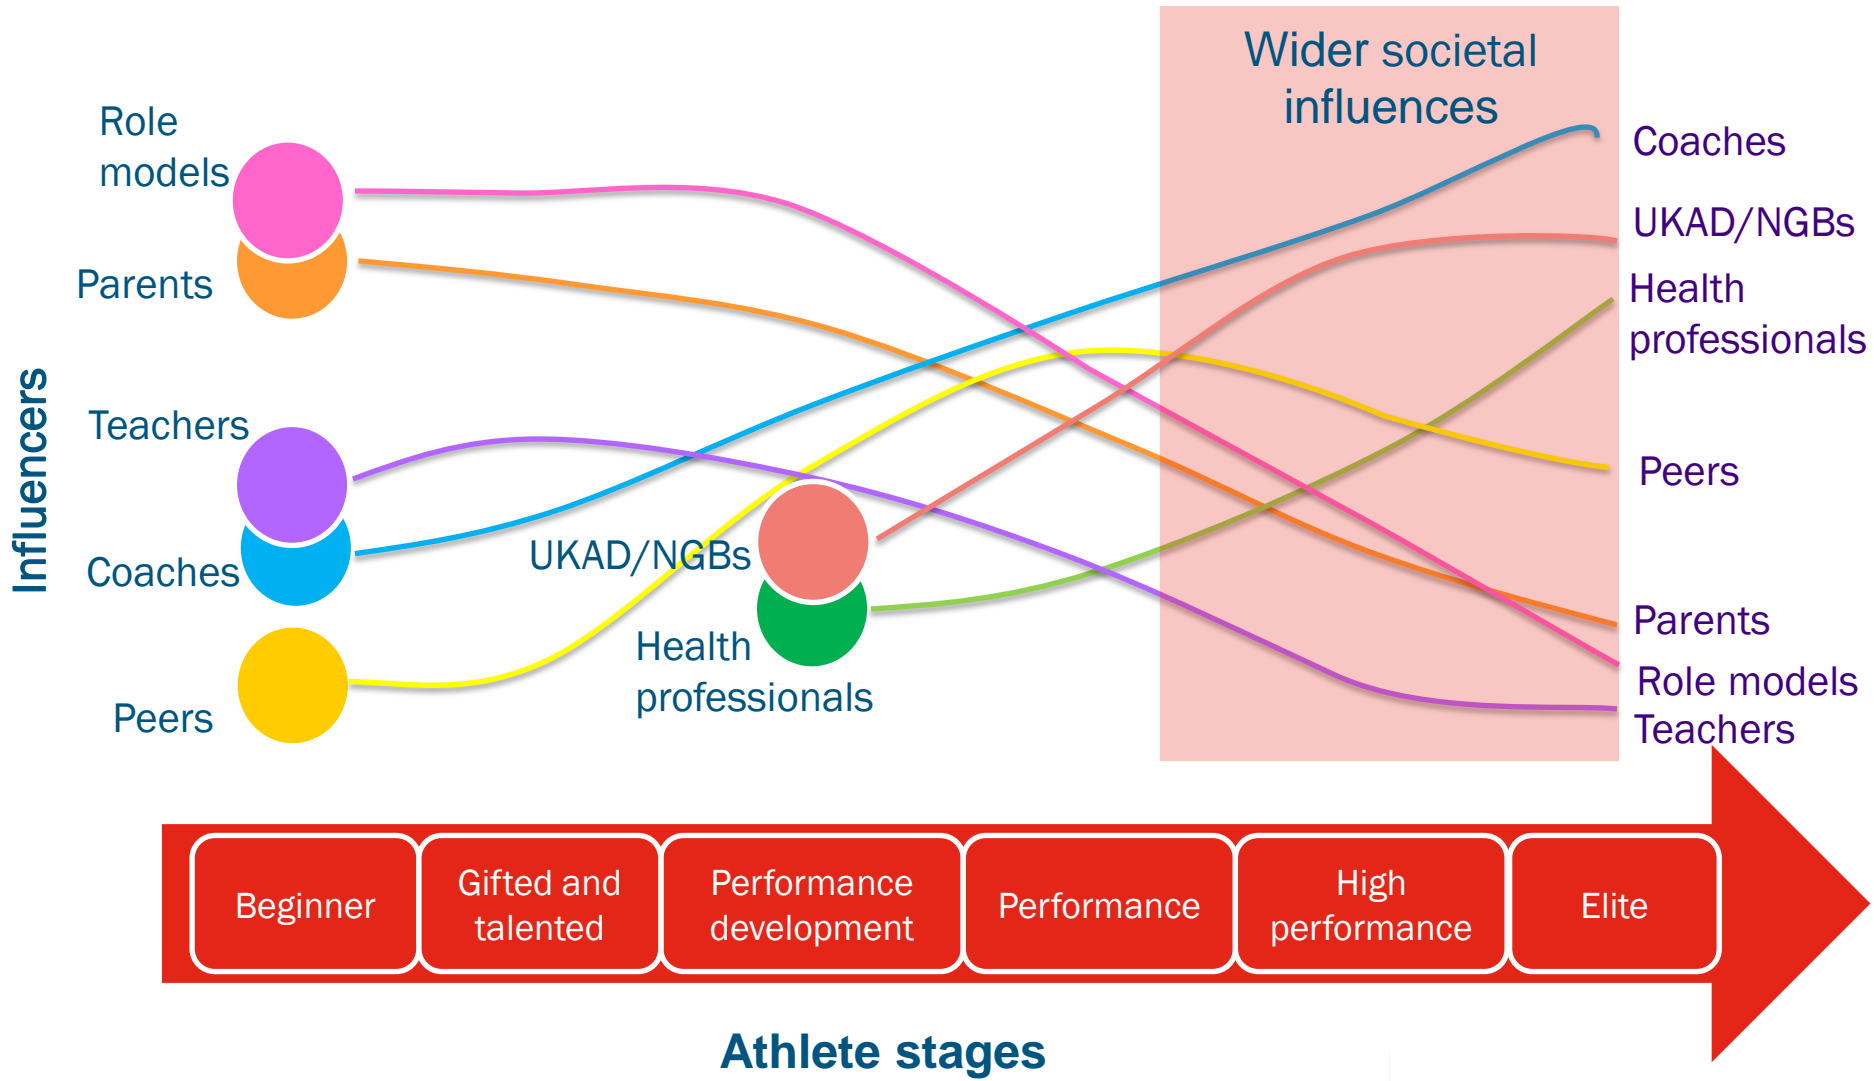 Wider societal
influences
Role
models
Parents
Teachers
Coaches
Peers
Influencers
UKAD/NGBs
Health
professionals
Coaches
UKAD/NGBs
Health
professionals
Peers
Parents
Role models
Teachers
Beginner
Gifted and
talented
Performance
development
Performance
High
performance
Elite
Athlete stages